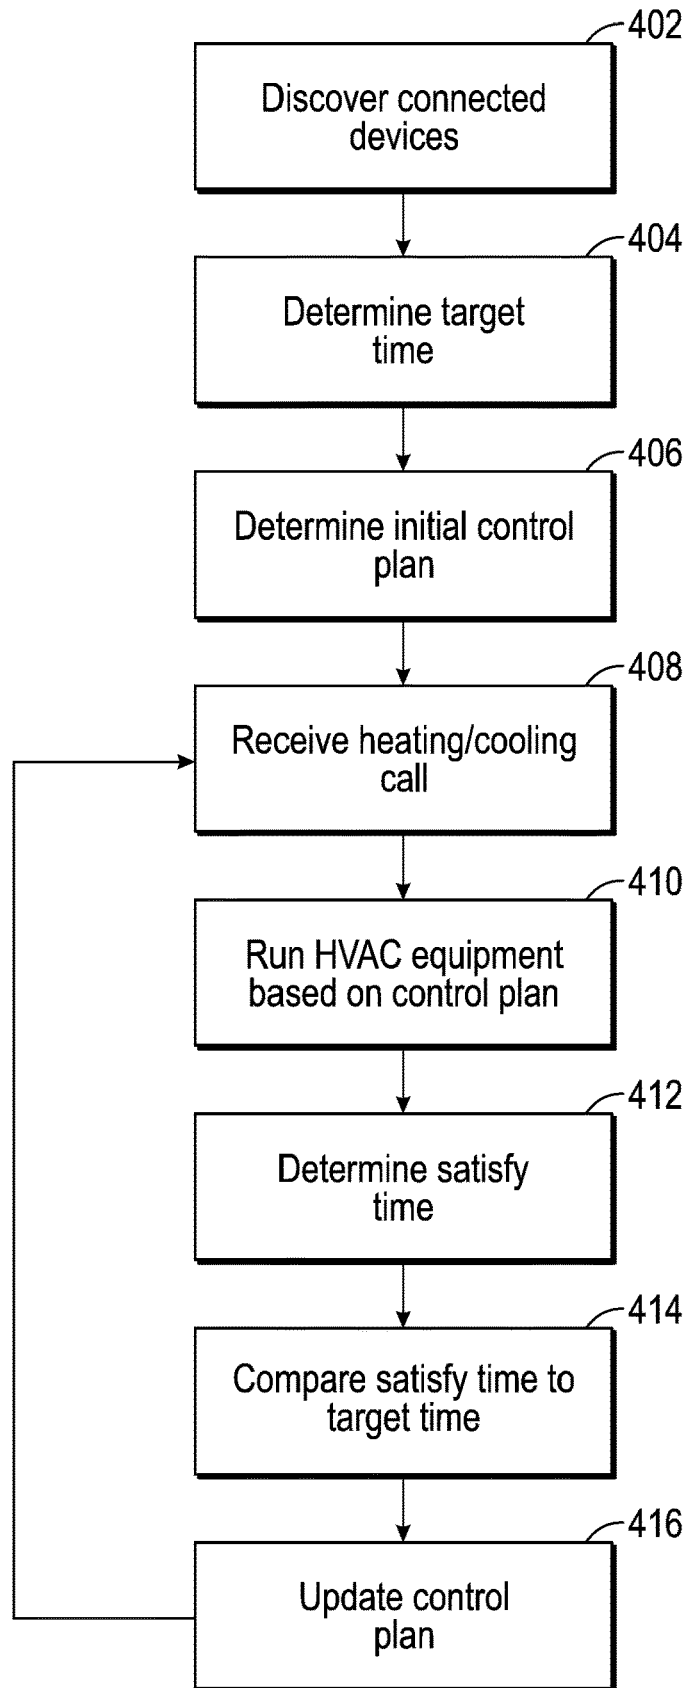 402
Discover connected
devices
404
Determine target
time
406
Determine initial control
plan
408
Receive heating/cooling
call
410
Run HVAC equipment
based on control plan
412
Determine satisfy
time
414
Compare satisfy time to
target time
416
Update control
plan